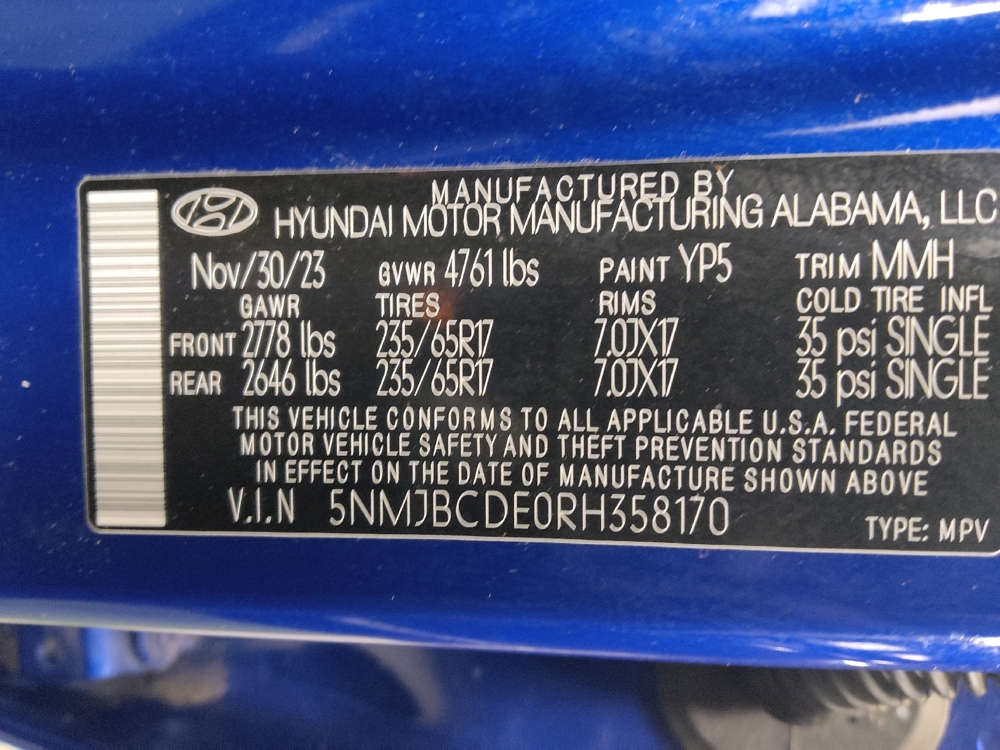 MANUFACTURED BY
HYUNDAI MOTOR MANUFACTURING ALABAMA, LLC
Nov/30/23 GVWR 4761 lbs PAINT YP5 TRIM MMH
GAWR TIRES RIMS COLD TIRE INFL
FRONT 2778 lbs 235/65R17 7.0JX17 35 psi SINGLE
REAR 2646 lbs 235/65R17 7.0JX17 35 psi SINGLE
THIS VEHICLE CONFORMS TO ALL APPLICABLE U.S.A. FEDERAL
MOTOR VEHICLE SAFETY AND THEFT PREVENTION STANDARDS
IN EFFECT ON THE DATE OF MANUFACTURE SHOWN ABOVE
V.I.N 5NMJBCDE0RH358170 TYPE: MPV